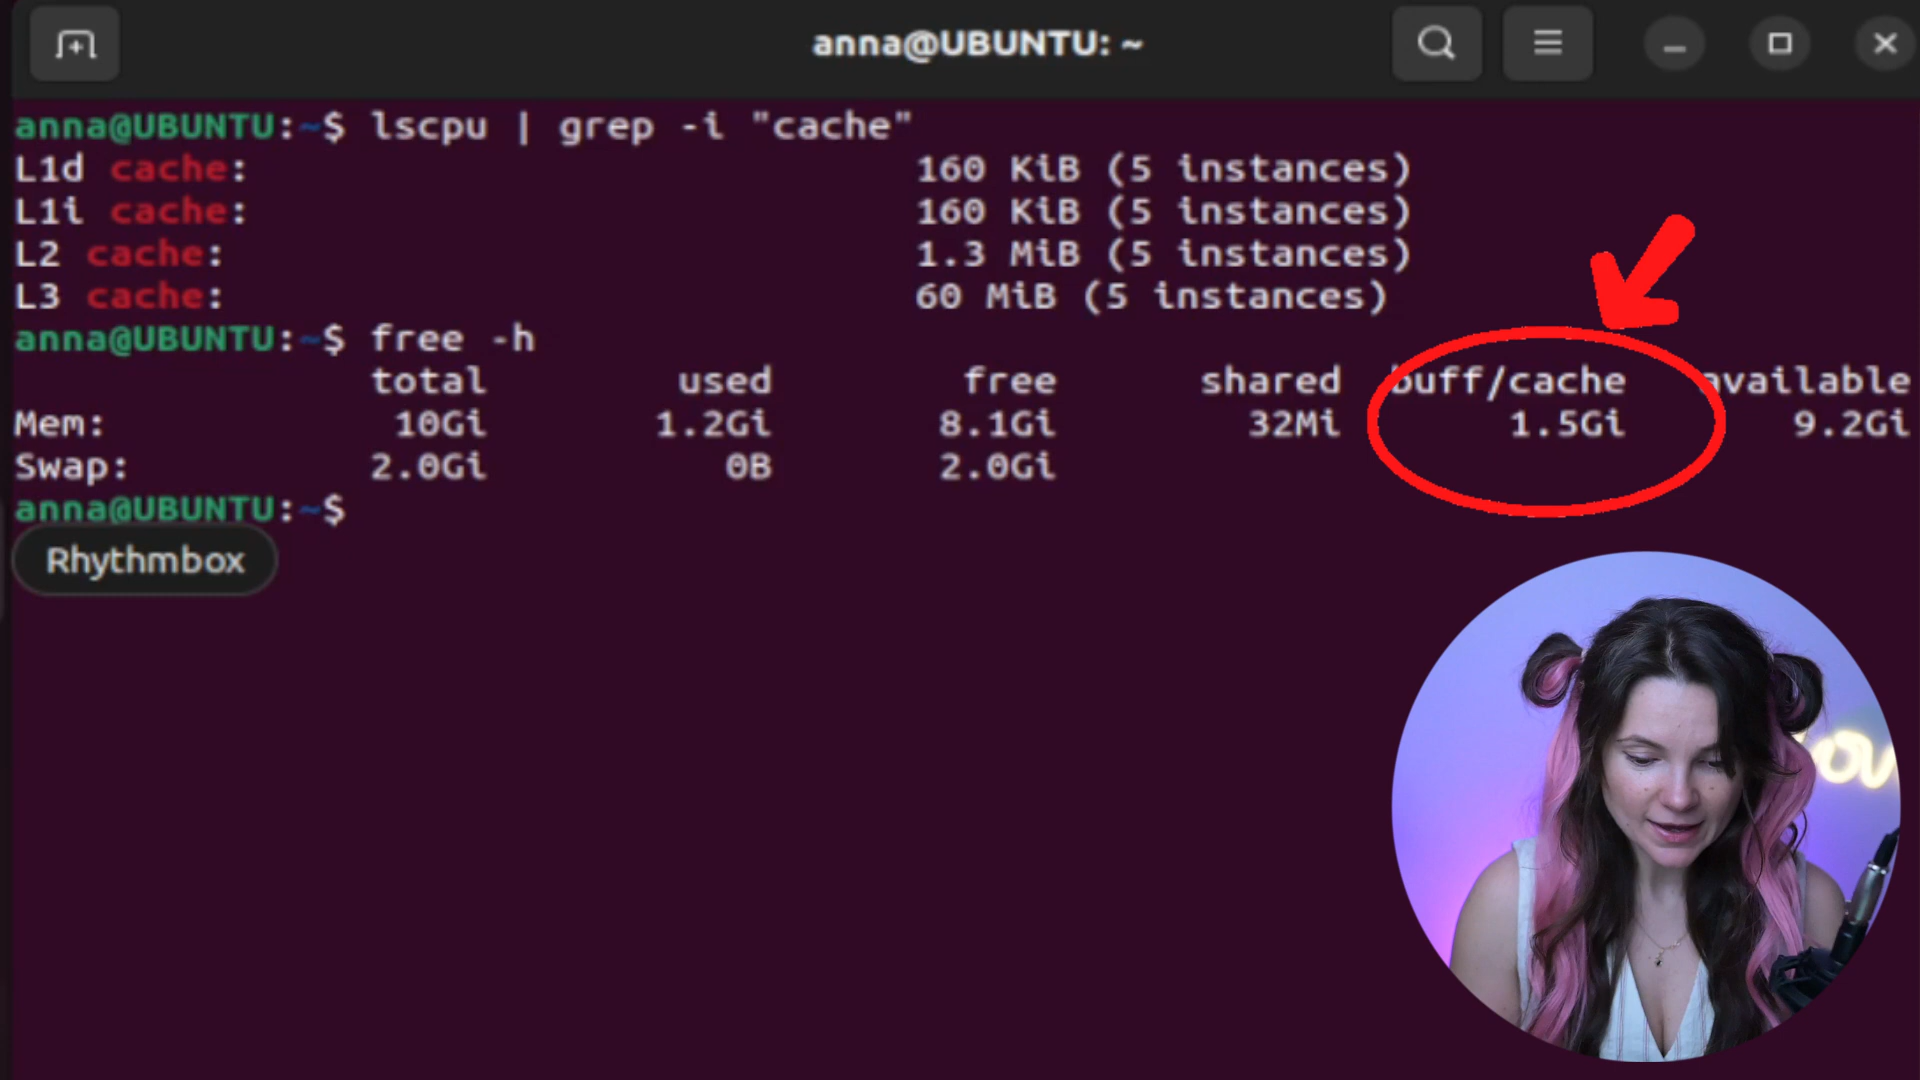 anna@UBUNTU: ~
anna@UBUNTU:~$ lscpu | grep -i "cache"
L1d cache: 160 KiB (5 instances)
L1i cache: 160 KiB (5 instances)
L2 cache: 1.3 MiB (5 instances)
L3 cache: 60 MiB (5 instances)
anna@UBUNTU:~$ free -h
total used free shared buff/cache available
Mem: 10Gi 1.2Gi 8.1Gi 32Mi 1.5Gi 9.2Gi
Swap: 2.0Gi 0B 2.0Gi
anna@UBUNTU:~$
Rhythmbox